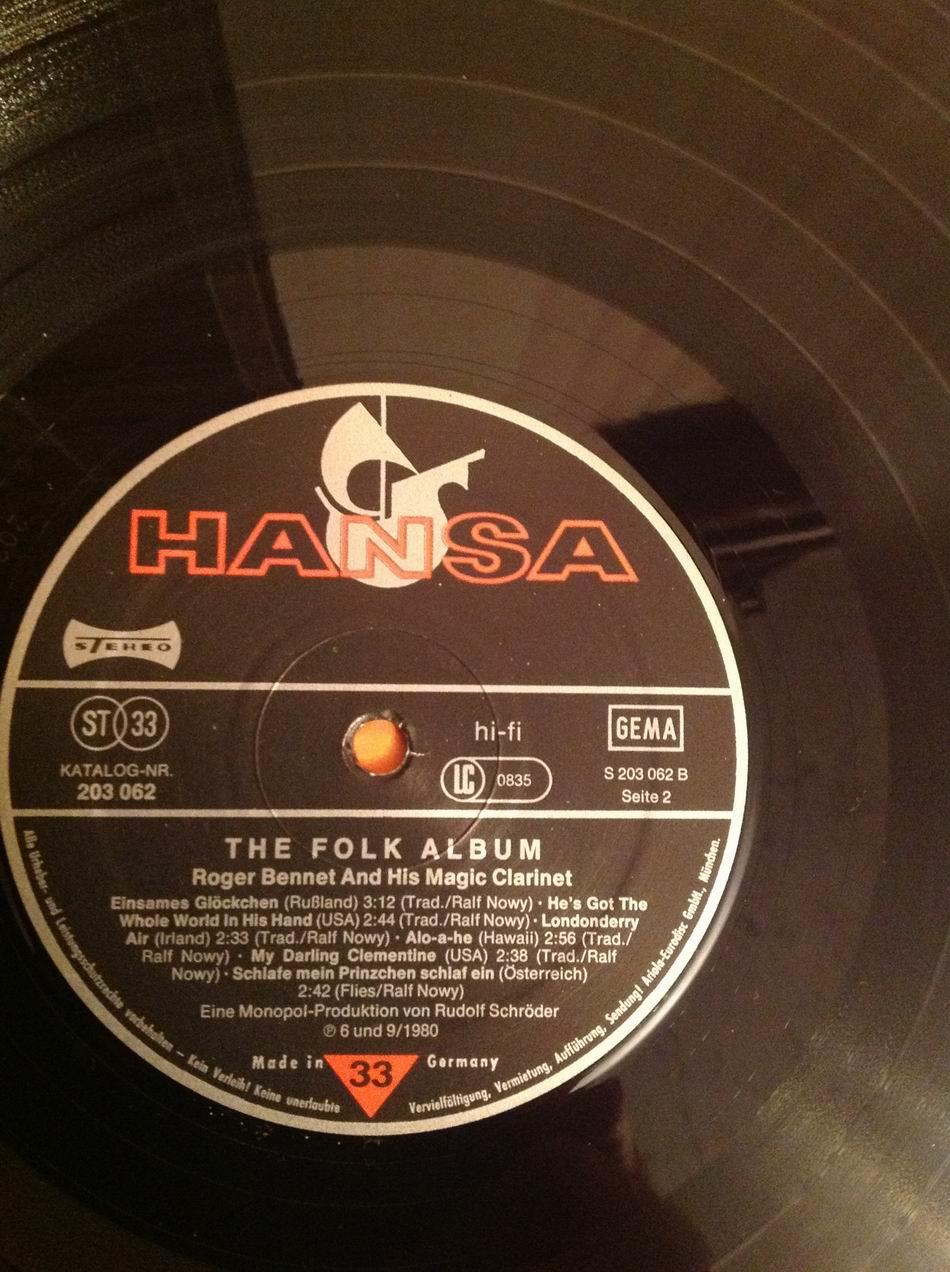 HANSA
STEREO
ST 33
KATALOG-NR.
203 062
hi-fi
LC 0835
GEMA
S 203 062 B
Seite 2
THE FOLK ALBUM
Roger Bennet And His Magic Clarinet
Einsames Glöckchen (Rußland) 3:12 (Trad./Ralf Nowy) · He's Got The
Whole World In His Hand (USA) 2:44 (Trad./Ralf Nowy) · Londonderry
Air (Irland) 2:33 (Trad./Ralf Nowy) · Alo-a-he (Hawaii) 2:56 (Trad./
Ralf Nowy) · My Darling Clementine (USA) 2:38 (Trad./Ralf
Nowy) · Schlafe mein Prinzchen schlaf ein (Österreich)
2:42 (Flies/Ralf Nowy)
Eine Monopol-Produktion von Rudolf Schröder
℗ 6 und 9/1980
Made in 33 Germany
Alle Urheber- und Leistungsschutzrechte vorbehalten – Kein Verleih! Keine unerlaubte Vervielfältigung, Vermietung, Aufführung, Sendung! Ariola-Eurodisc GmbH., München.